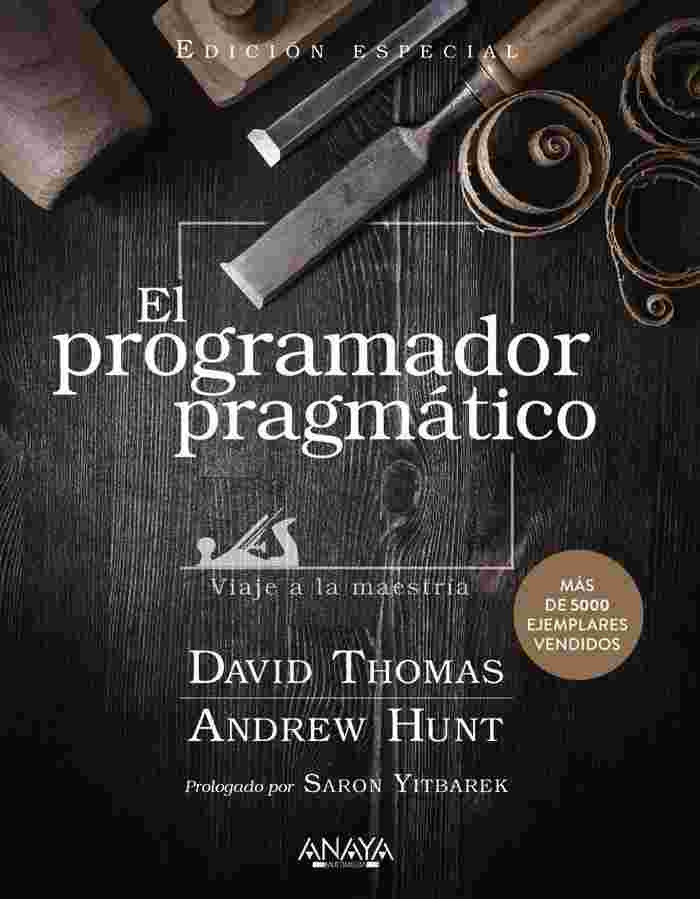 EDICIÓN ESPECIAL
El
programador
pragmático
Viaje a la maestría
MÁS
DE 5000
EJEMPLARES
VENDIDOS
DAVID THOMAS
ANDREW HUNT
Prologado por SARON YITBAREK
ANAYA
MULTIMEDIA